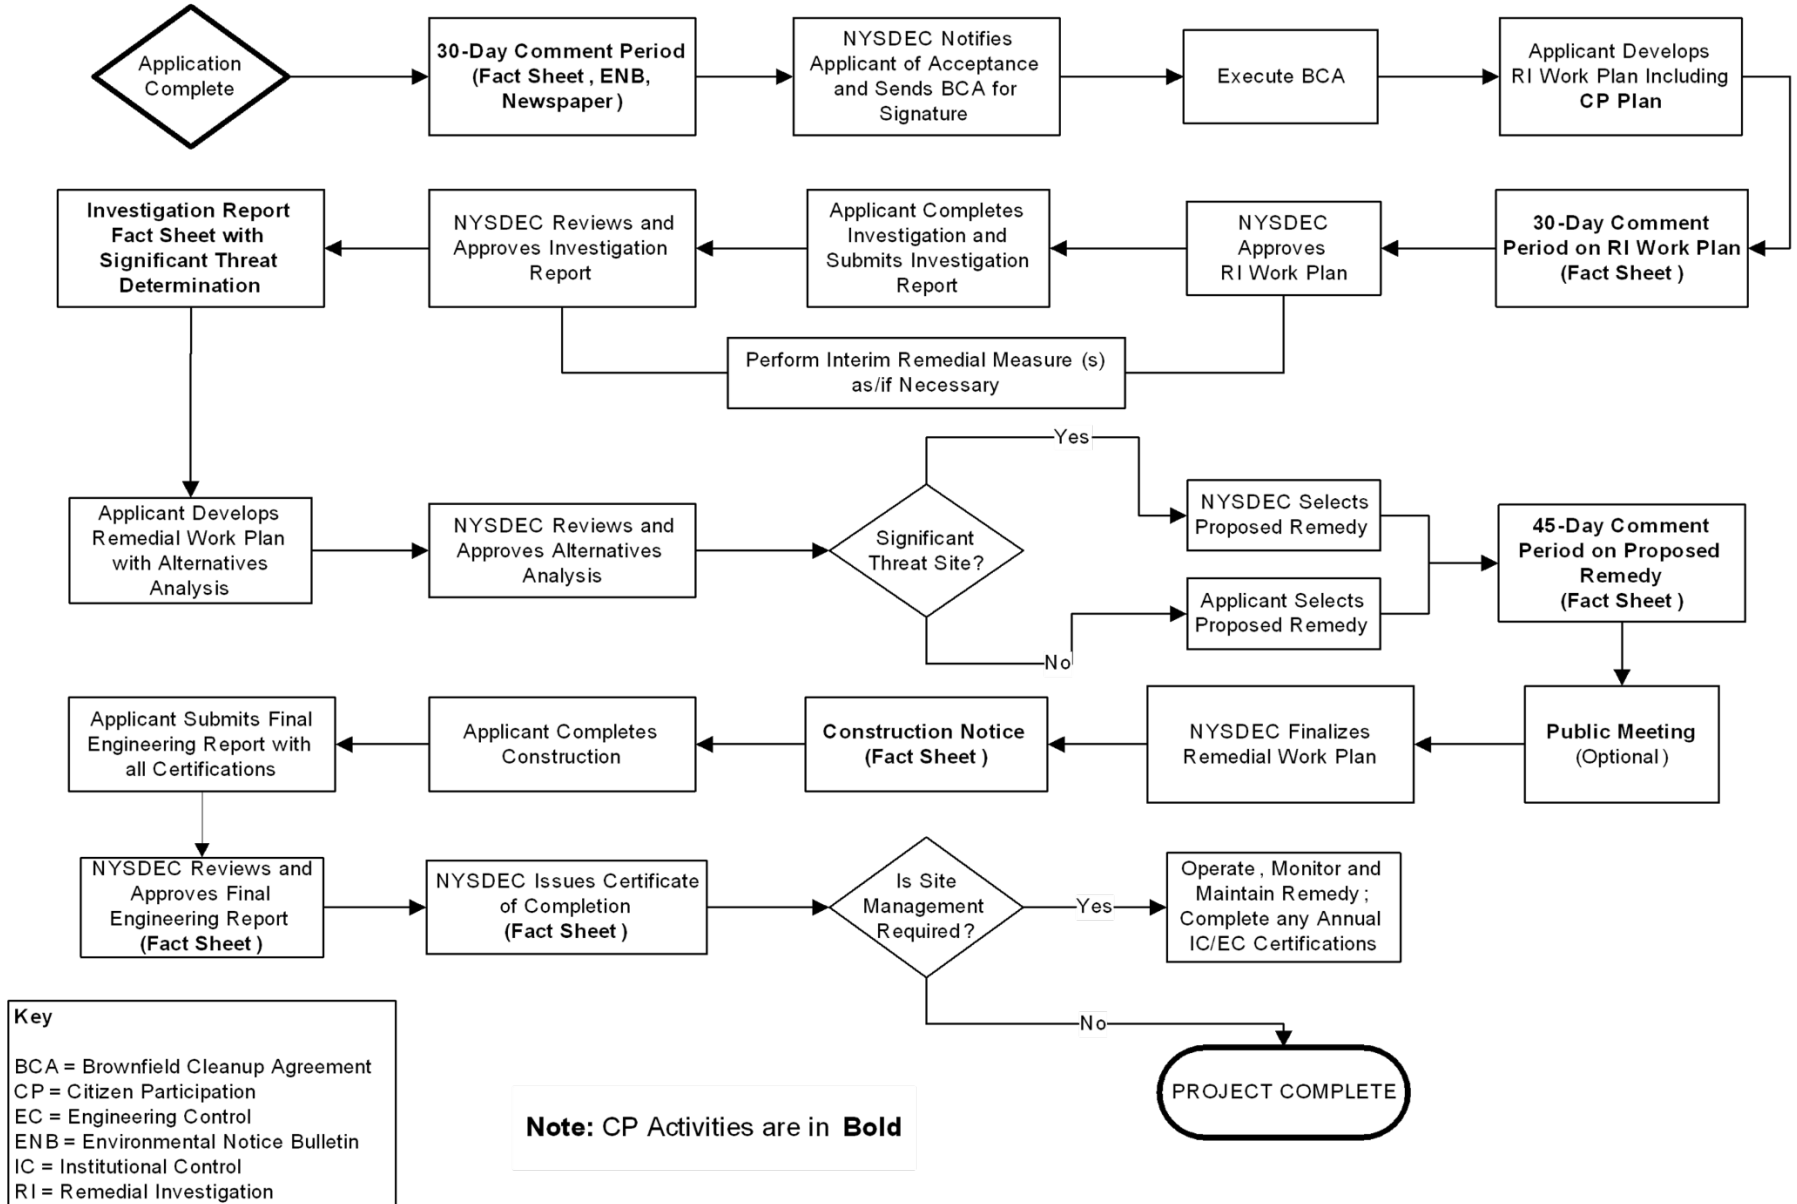 Application
Complete
30-Day Comment Period
(Fact Sheet, ENB,
Newspaper)
NYSDEC Notifies
Applicant of Acceptance
and Sends BCA for
Signature
Execute BCA
Applicant Develops
RI Work Plan Including
CP Plan
30-Day Comment
Period on RI Work Plan
(Fact Sheet)
NYSDEC
Approves
RI Work Plan
Applicant Completes
Investigation and
Submits Investigation
Report
NYSDEC Reviews and
Approves Investigation
Report
Investigation Report
Fact Sheet with
Significant Threat
Determination
Perform Interim Remedial Measure (s)
as/if Necessary
Applicant Develops
Remedial Work Plan
with Alternatives
Analysis
NYSDEC Reviews and
Approves Alternatives
Analysis
Significant
Threat Site?
Yes
NYSDEC Selects
Proposed Remedy
No
Applicant Selects
Proposed Remedy
45-Day Comment
Period on Proposed
Remedy
(Fact Sheet)
Public Meeting
(Optional)
NYSDEC Finalizes
Remedial Work Plan
Construction Notice
(Fact Sheet)
Applicant Completes
Construction
Applicant Submits Final
Engineering Report with
all Certifications
NYSDEC Reviews and
Approves Final
Engineering Report
(Fact Sheet)
NYSDEC Issues Certificate
of Completion
(Fact Sheet)
Is Site
Management
Required?
Yes
Operate, Monitor and
Maintain Remedy;
Complete any Annual
IC/EC Certifications
No
PROJECT COMPLETE
Key
BCA = Brownfield Cleanup Agreement
CP = Citizen Participation
EC = Engineering Control
ENB = Environmental Notice Bulletin
IC = Institutional Control
RI = Remedial Investigation
Note: CP Activities are in Bold